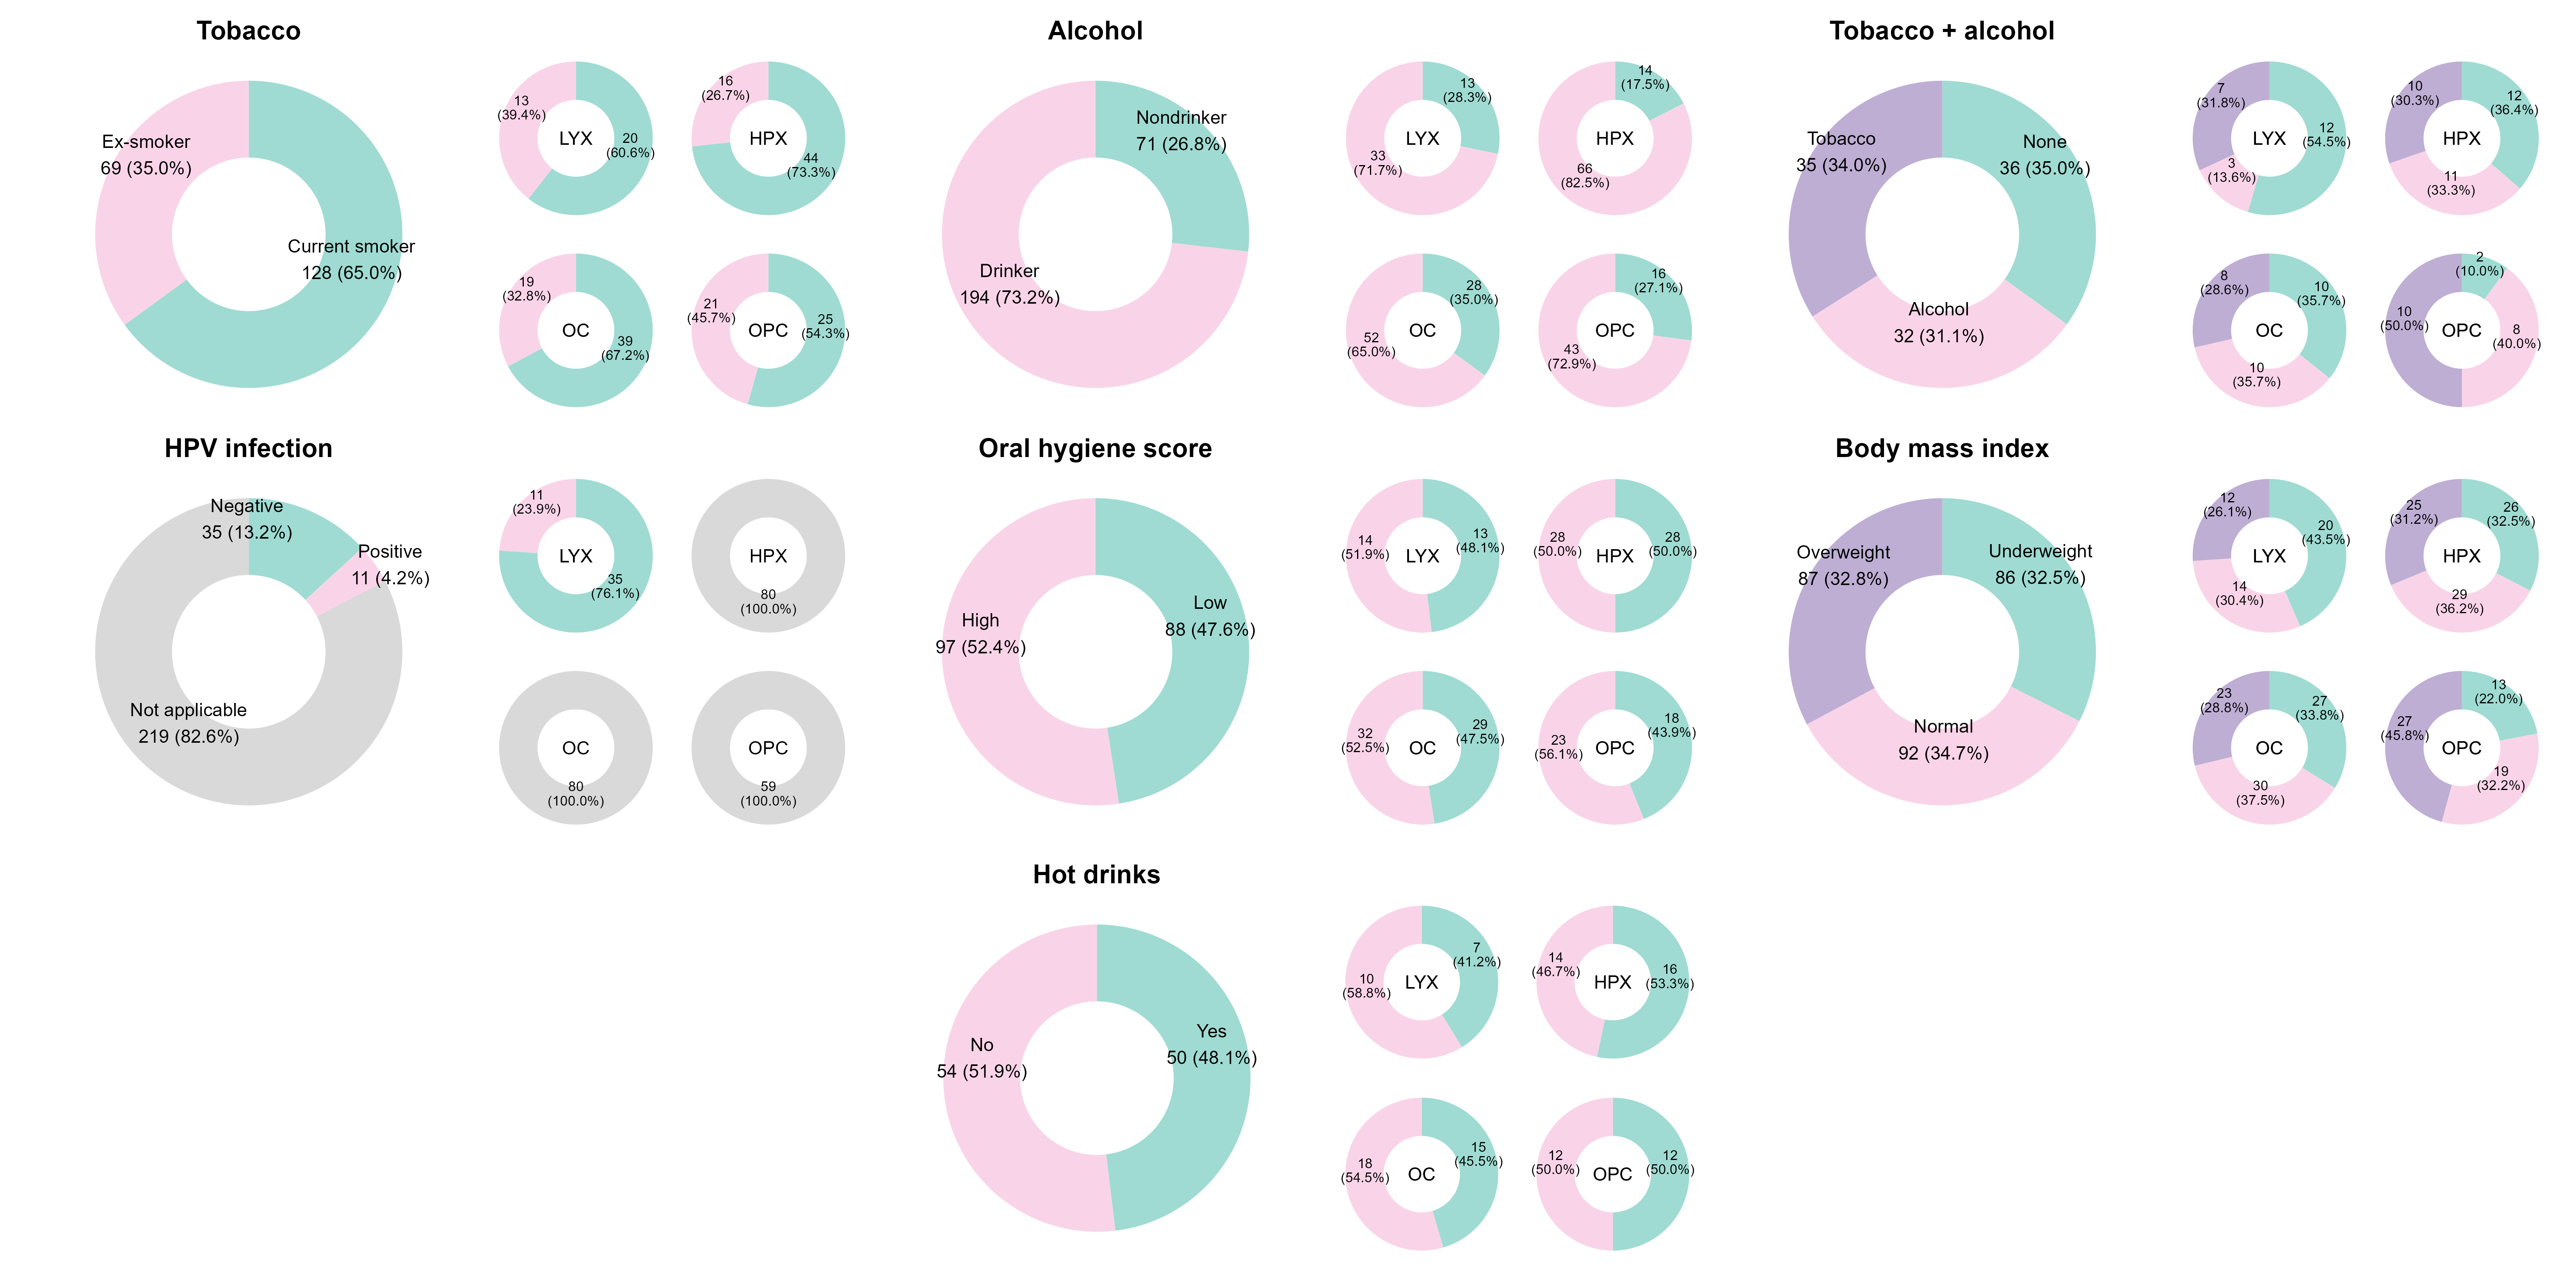 Tobacco
Ex-smoker
69 (35.0%)
Current smoker
128 (65.0%)
13
(39.4%)
LYX
20
(60.6%)
16
(26.7%)
HPX
44
(73.3%)
19
(32.8%)
OC
39
(67.2%)
21
(45.7%)
OPC
25
(54.3%)
Alcohol
Nondrinker
71 (26.8%)
Drinker
194 (73.2%)
13
(28.3%)
LYX
33
(71.7%)
14
(17.5%)
HPX
66
(82.5%)
28
(35.0%)
OC
52
(65.0%)
16
(27.1%)
OPC
43
(72.9%)
Tobacco + alcohol
Tobacco
35 (34.0%)
None
36 (35.0%)
Alcohol
32 (31.1%)
7
(31.8%)
LYX
12
(54.5%)
3
(13.6%)
10
(30.3%)
12
(36.4%)
HPX
11
(33.3%)
8
(28.6%)
10
(35.7%)
OC
10
(35.7%)
2
(10.0%)
10
(50.0%)
OPC
8
(40.0%)
HPV infection
Negative
35 (13.2%)
Positive
11 (4.2%)
Not applicable
219 (82.6%)
11
(23.9%)
LYX
35
(76.1%)
HPX
80
(100.0%)
OC
80
(100.0%)
OPC
59
(100.0%)
Oral hygiene score
Low
88 (47.6%)
High
97 (52.4%)
14
(51.9%)
LYX
13
(48.1%)
28
(50.0%)
HPX
28
(50.0%)
32
(52.5%)
OC
29
(47.5%)
23
(56.1%)
OPC
18
(43.9%)
Body mass index
Overweight
87 (32.8%)
Underweight
86 (32.5%)
Normal
92 (34.7%)
12
(26.1%)
LYX
20
(43.5%)
14
(30.4%)
25
(31.2%)
26
(32.5%)
HPX
29
(36.2%)
23
(28.8%)
27
(33.8%)
OC
30
(37.5%)
13
(22.0%)
27
(45.8%)
OPC
19
(32.2%)
Hot drinks
Yes
50 (48.1%)
No
54 (51.9%)
7
(41.2%)
LYX
10
(58.8%)
14
(46.7%)
HPX
16
(53.3%)
15
(45.5%)
OC
18
(54.5%)
12
(50.0%)
OPC
12
(50.0%)